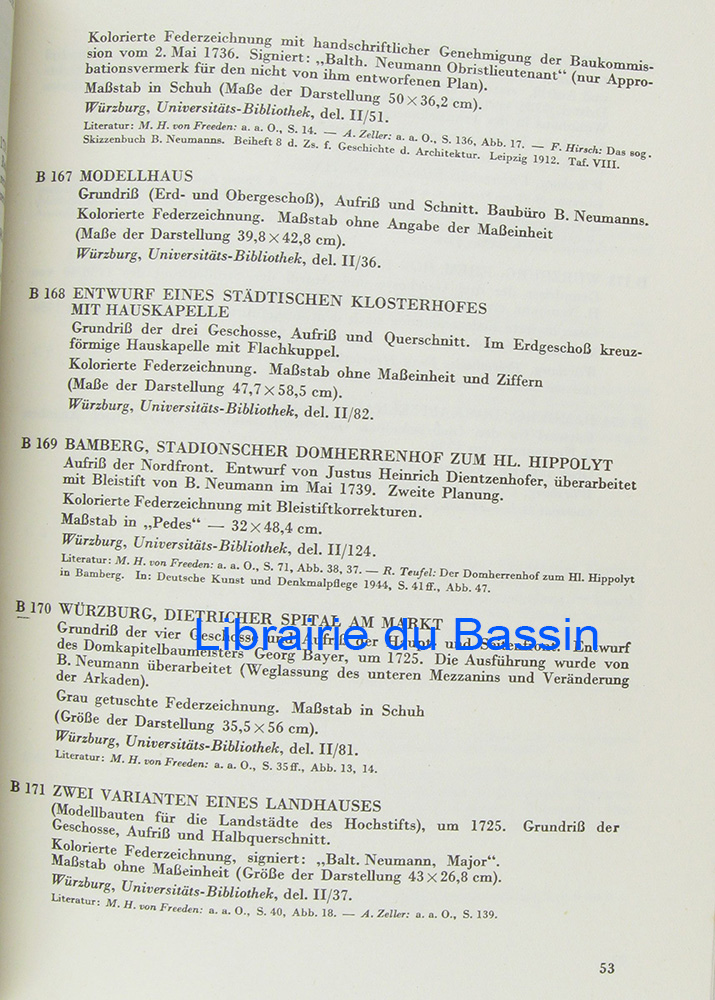 Kolorierte Federzeichnung mit handschriftlicher Genehmigung der Baukommis-
sion vom 2. Mai 1736. Signiert: „Balth. Neumann Obristlieutenant“ (nur Appro-
bationsvermerk für den nicht von ihm entworfenen Plan).
Maßstab in Schuh (Maße der Darstellung 50×36,2 cm).
Würzburg, Universitäts-Bibliothek, del. II/51.
Literatur: M. H. von Freeden: a. a. O., S. 14. — A. Zeller: a. a. O., S. 136, Abb. 17. — F. Hirsch: Das sog.
Skizzenbuch B. Neumanns. Beiheft 8 d. Zs. f. Geschichte d. Architektur. Leipzig 1912. Taf. VIII.
B 167 MODELLHAUS
Grundriß (Erd- und Obergeschoß), Aufriß und Schnitt. Baubüro B. Neumanns.
Kolorierte Federzeichnung. Maßstab ohne Angabe der Maßeinheit
(Maße der Darstellung 39,8×42,8 cm).
Würzburg, Universitäts-Bibliothek, del. II/36.
B 168 ENTWURF EINES STÄDTISCHEN KLOSTERHOFES
MIT HAUSKAPELLE
Grundriß der drei Geschosse, Aufriß und Querschnitt. Im Erdgeschoß kreuz-
förmige Hauskapelle mit Flachkuppel.
Kolorierte Federzeichnung. Maßstab ohne Maßeinheit und Ziffern
(Maße der Darstellung 47,7×58,5 cm).
Würzburg, Universitäts-Bibliothek, del. II/82.
B 169 BAMBERG, STADIONSCHER DOMHERRENHOF ZUM HL. HIPPOLYT
Aufriß der Nordfront. Entwurf von Justus Heinrich Dientzenhofer, überarbeitet
mit Bleistift von B. Neumann im Mai 1739. Zweite Planung.
Kolorierte Federzeichnung mit Bleistiftkorrekturen.
Maßstab in „Pedes“ — 32×48,4 cm.
Würzburg, Universitäts-Bibliothek, del. II/124.
Literatur: M. H. von Freeden: a. a. O., S. 71, Abb. 38, 37. — R. Teufel: Der Domherrenhof zum Hl. Hippolyt
in Bamberg. In: Deutsche Kunst und Denkmalpflege 1944, S. 41ff., Abb. 47.
B 170 WÜRZBURG, DIETRICHER SPITAL AM MARKT
Grundriß der vier Geschosse und Aufriß der Haupt- und Seitenfront. Entwurf
des Domkapitelbaumeisters Georg Bayer, um 1725. Die Ausführung wurde von
B. Neumann überarbeitet (Weglassung des unteren Mezzanins und Veränderung
der Arkaden).
Grau getuschte Federzeichnung. Maßstab in Schuh
(Größe der Darstellung 35,5×56 cm).
Würzburg, Universitäts-Bibliothek, del. II/81.
Literatur: M. H. von Freeden: a. a. O., S. 35ff., Abb. 13, 14.
B 171 ZWEI VARIANTEN EINES LANDHAUSES
(Modellbauten für die Landstädte des Hochstifts), um 1725. Grundriß der
Geschosse, Aufriß und Halbquerschnitt.
Kolorierte Federzeichnung, signiert: „Balt. Neumann, Major“.
Maßstab ohne Maßeinheit (Größe der Darstellung 43×26,8 cm).
Würzburg, Universitäts-Bibliothek, del. II/37.
Literatur: M. H. von Freeden: a. a. O., S. 40, Abb. 18. — A. Zeller: a. a. O., S. 139.
53
Librairie du Bassin